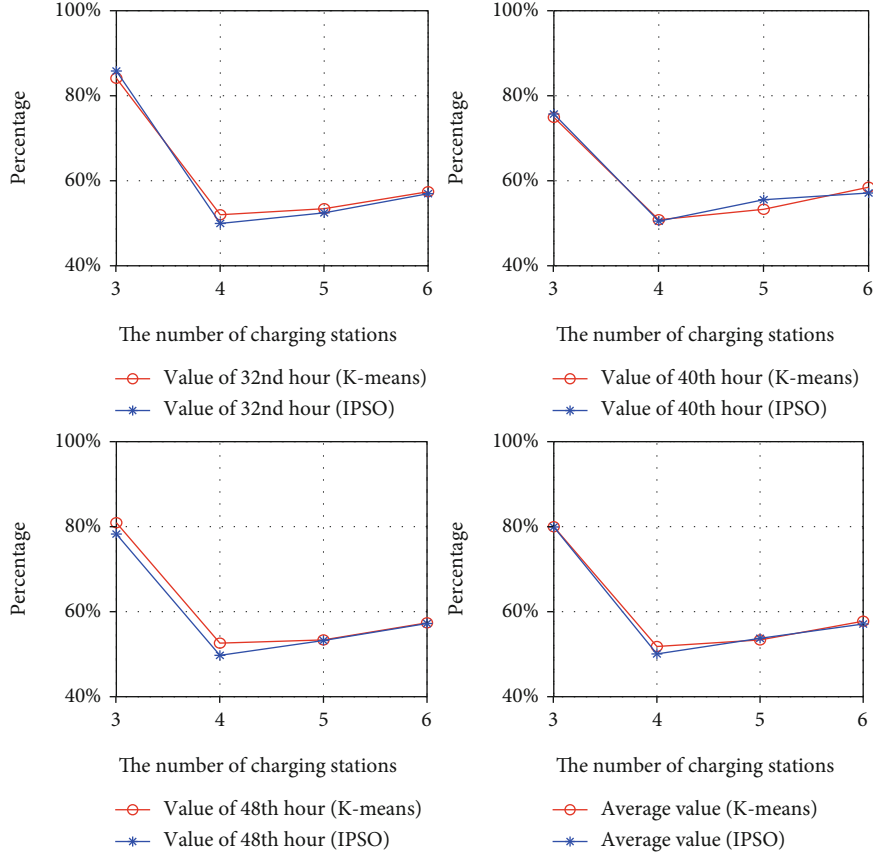 100%
80%
60%
40%
Percentage
3 4 5 6
The number of charging stations
Value of 32nd hour (K-means)
Value of 32nd hour (IPSO)
100%
80%
60%
40%
Percentage
3 4 5 6
The number of charging stations
Value of 40th hour (K-means)
Value of 40th hour (IPSO)
100%
80%
60%
40%
Percentage
3 4 5 6
The number of charging stations
Value of 48th hour (K-means)
Value of 48th hour (IPSO)
100%
80%
60%
40%
Percentage
3 4 5 6
The number of charging stations
Average value (K-means)
Average value (IPSO)